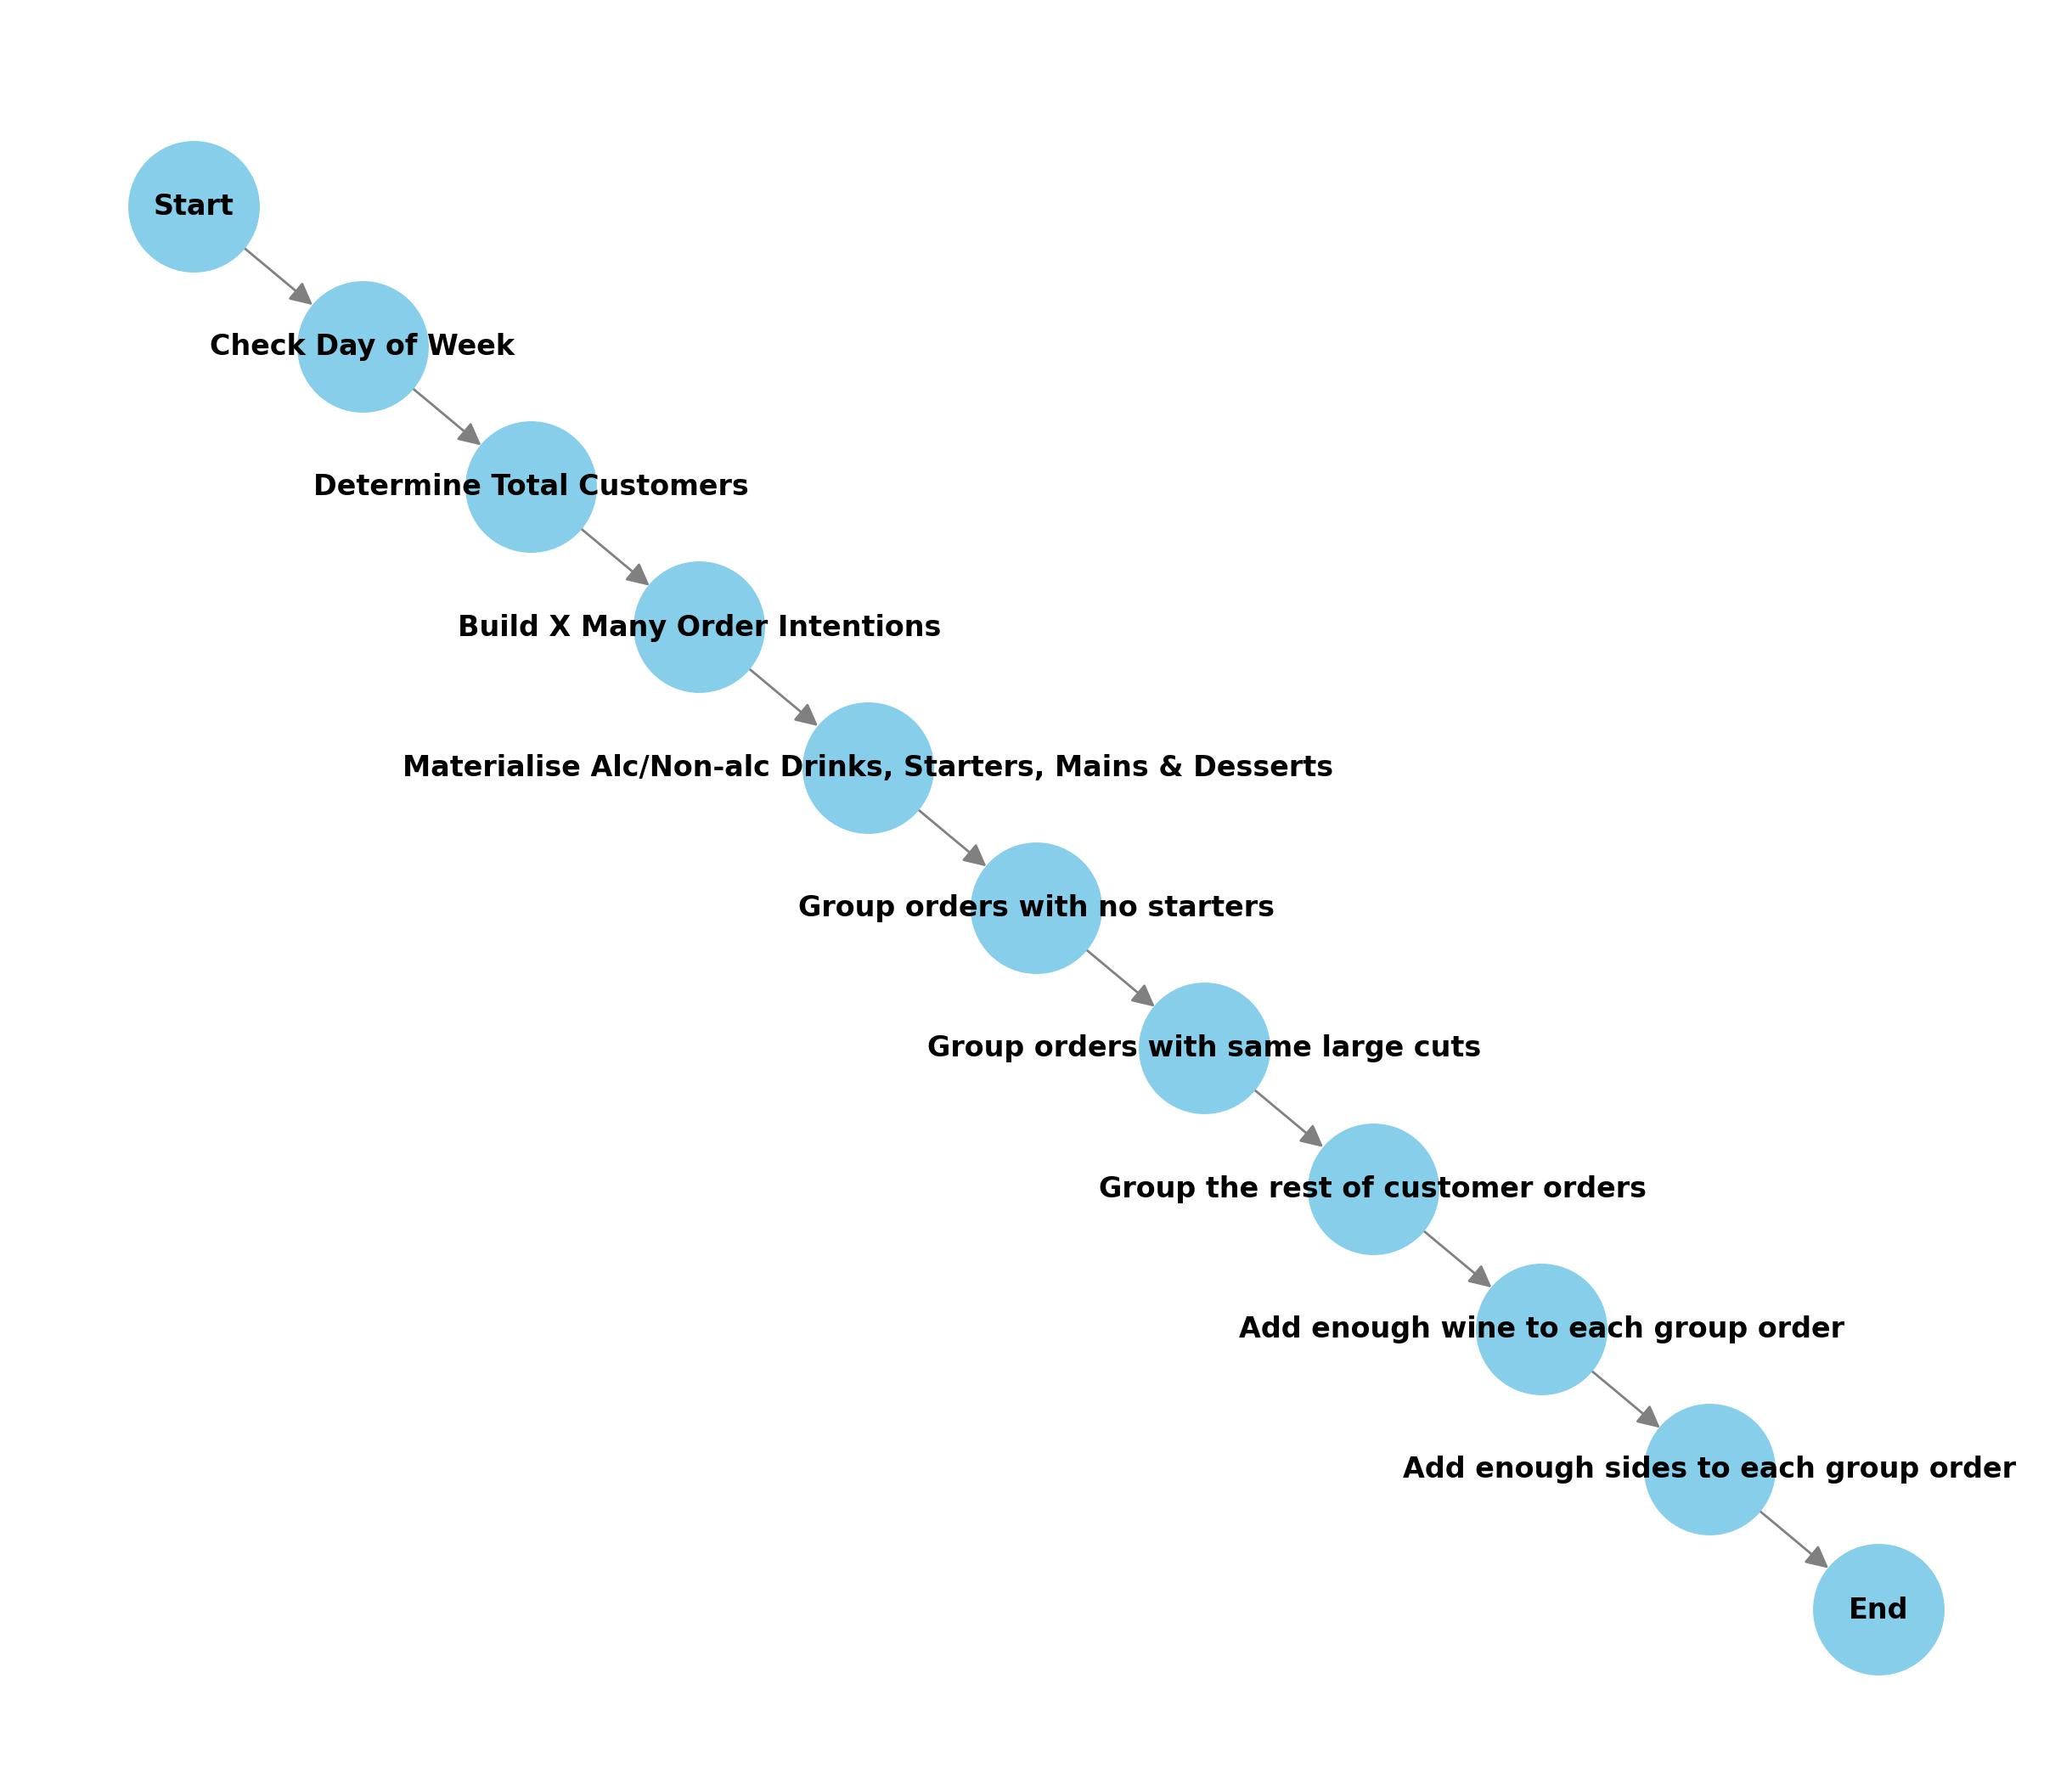 Start
Check Day of Week
Determine Total Customers
Build X Many Order Intentions
Materialise Alc/Non-alc Drinks, Starters, Mains & Desserts
Group orders with no starters
Group orders with same large cuts
Group the rest of customer orders
Add enough wine to each group order
Add enough sides to each group order
End